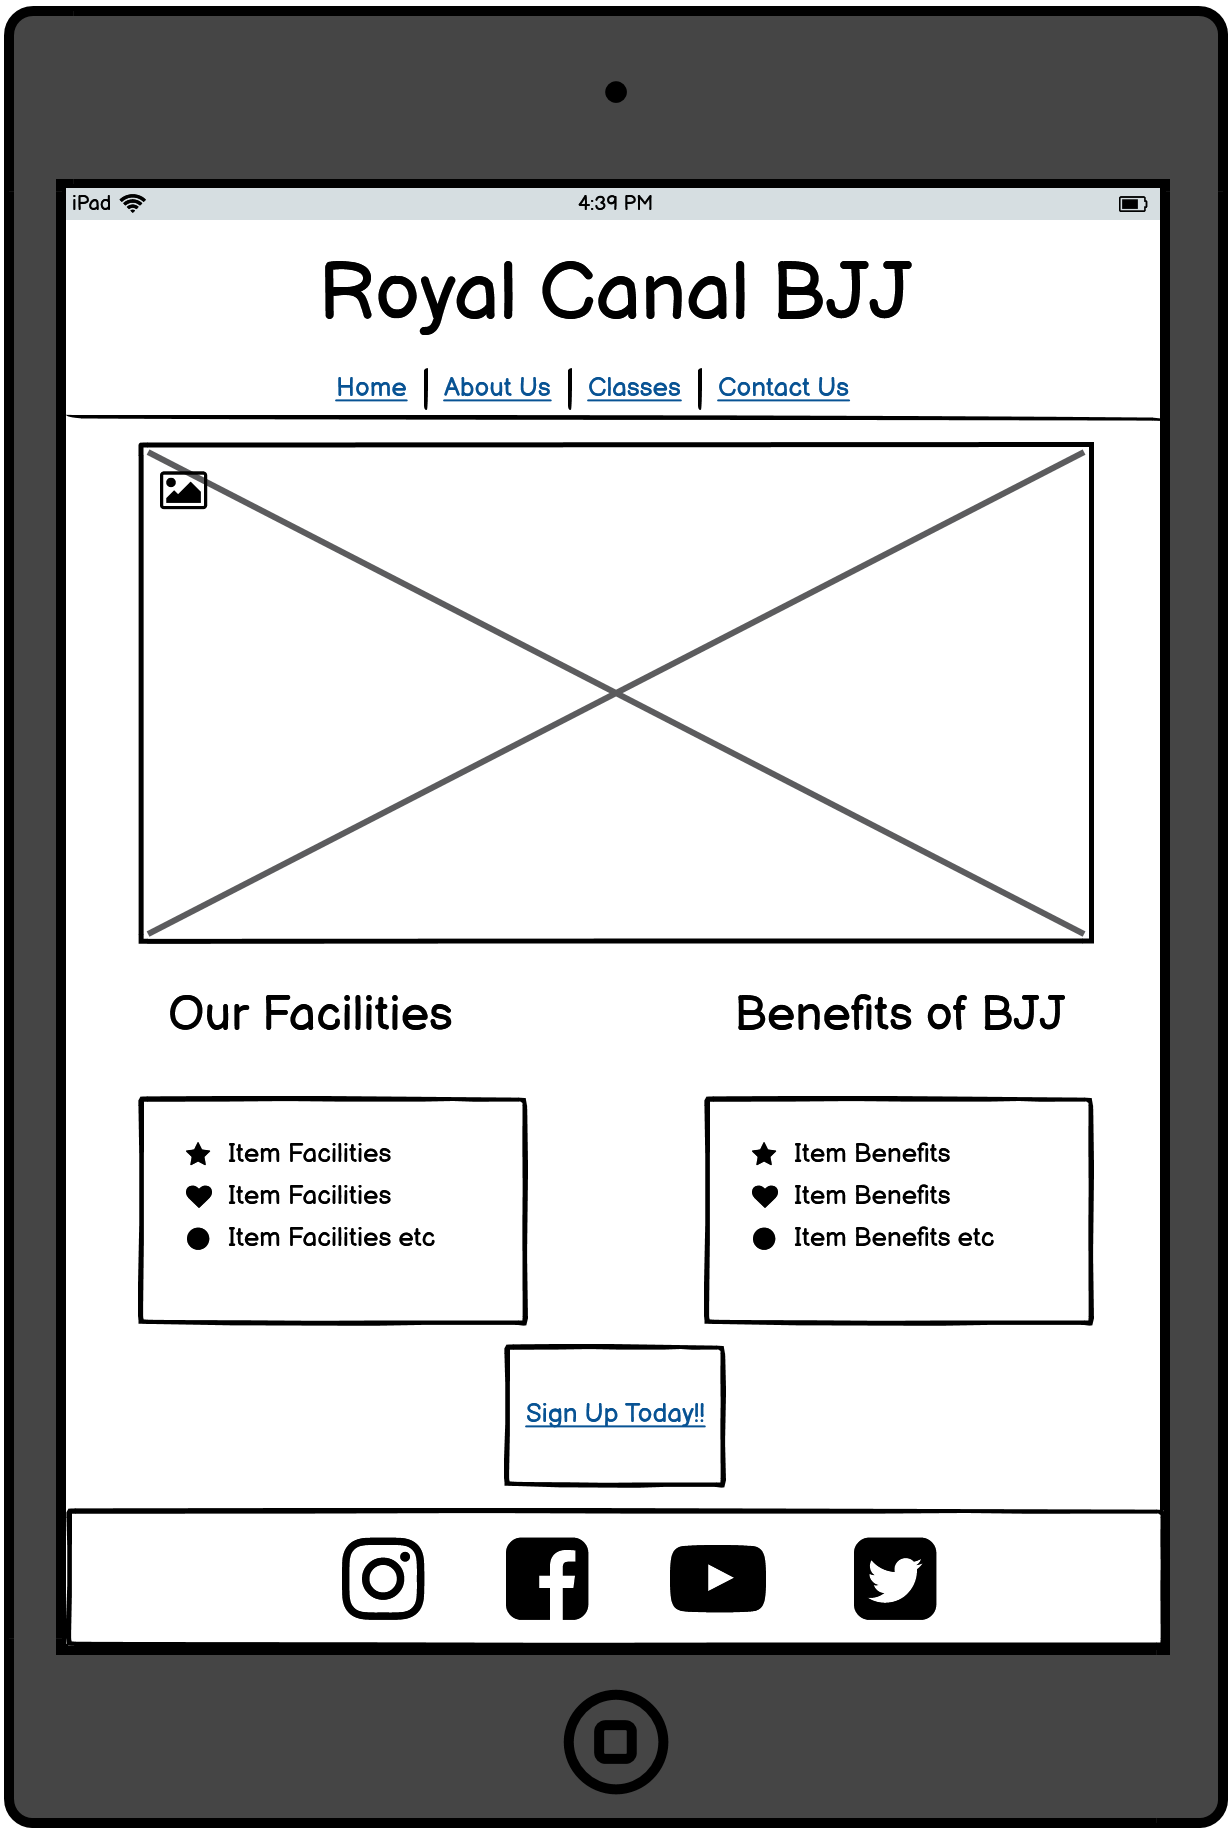 iPad 4:39 PM
Royal Canal BJJ
Home | About Us | Classes | Contact Us
Our Facilities
Benefits of BJJ
Item Facilities
Item Facilities
Item Facilities etc
Item Benefits
Item Benefits
Item Benefits etc
Sign Up Today!!